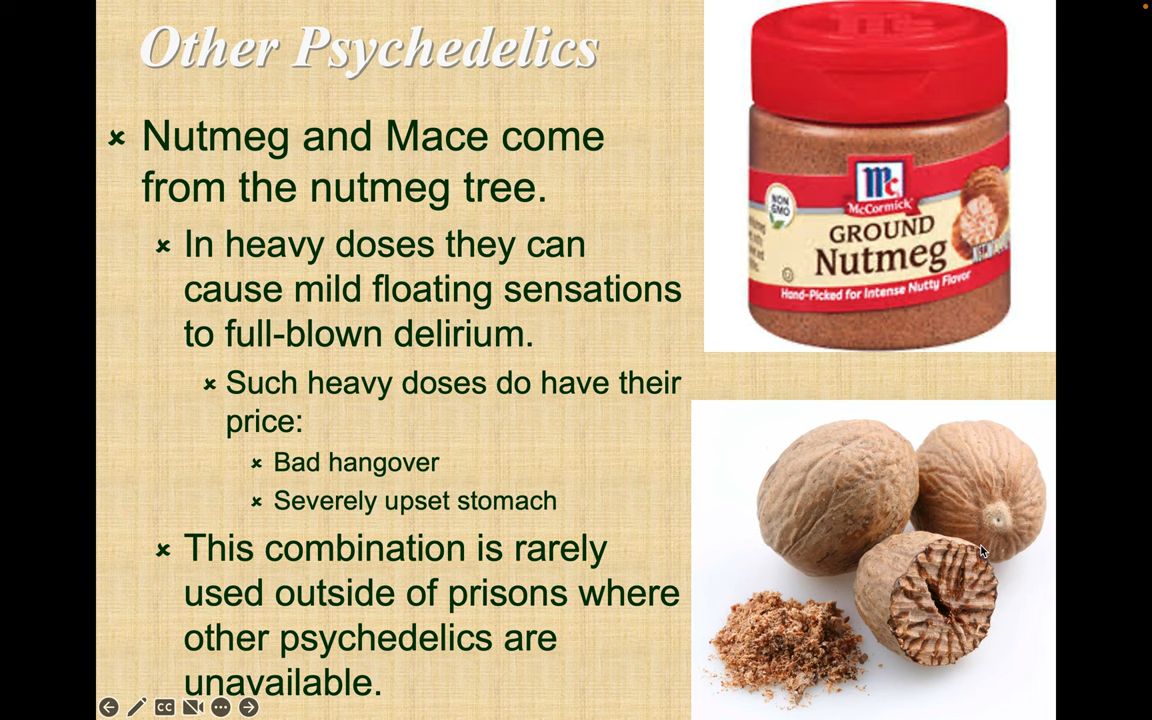 Other Psychedelics
Nutmeg and Mace come
from the nutmeg tree.
In heavy doses they can
cause mild floating sensations
to full-blown delirium.
Such heavy doses do have their
price:
Bad hangover
Severely upset stomach
This combination is rarely
used outside of prisons where
other psychedelics are
unavailable.
NON
GMO
Mc
McCormick
GROUND
Nutmeg
Hand-Picked for Intense Nutty Flavor
CC